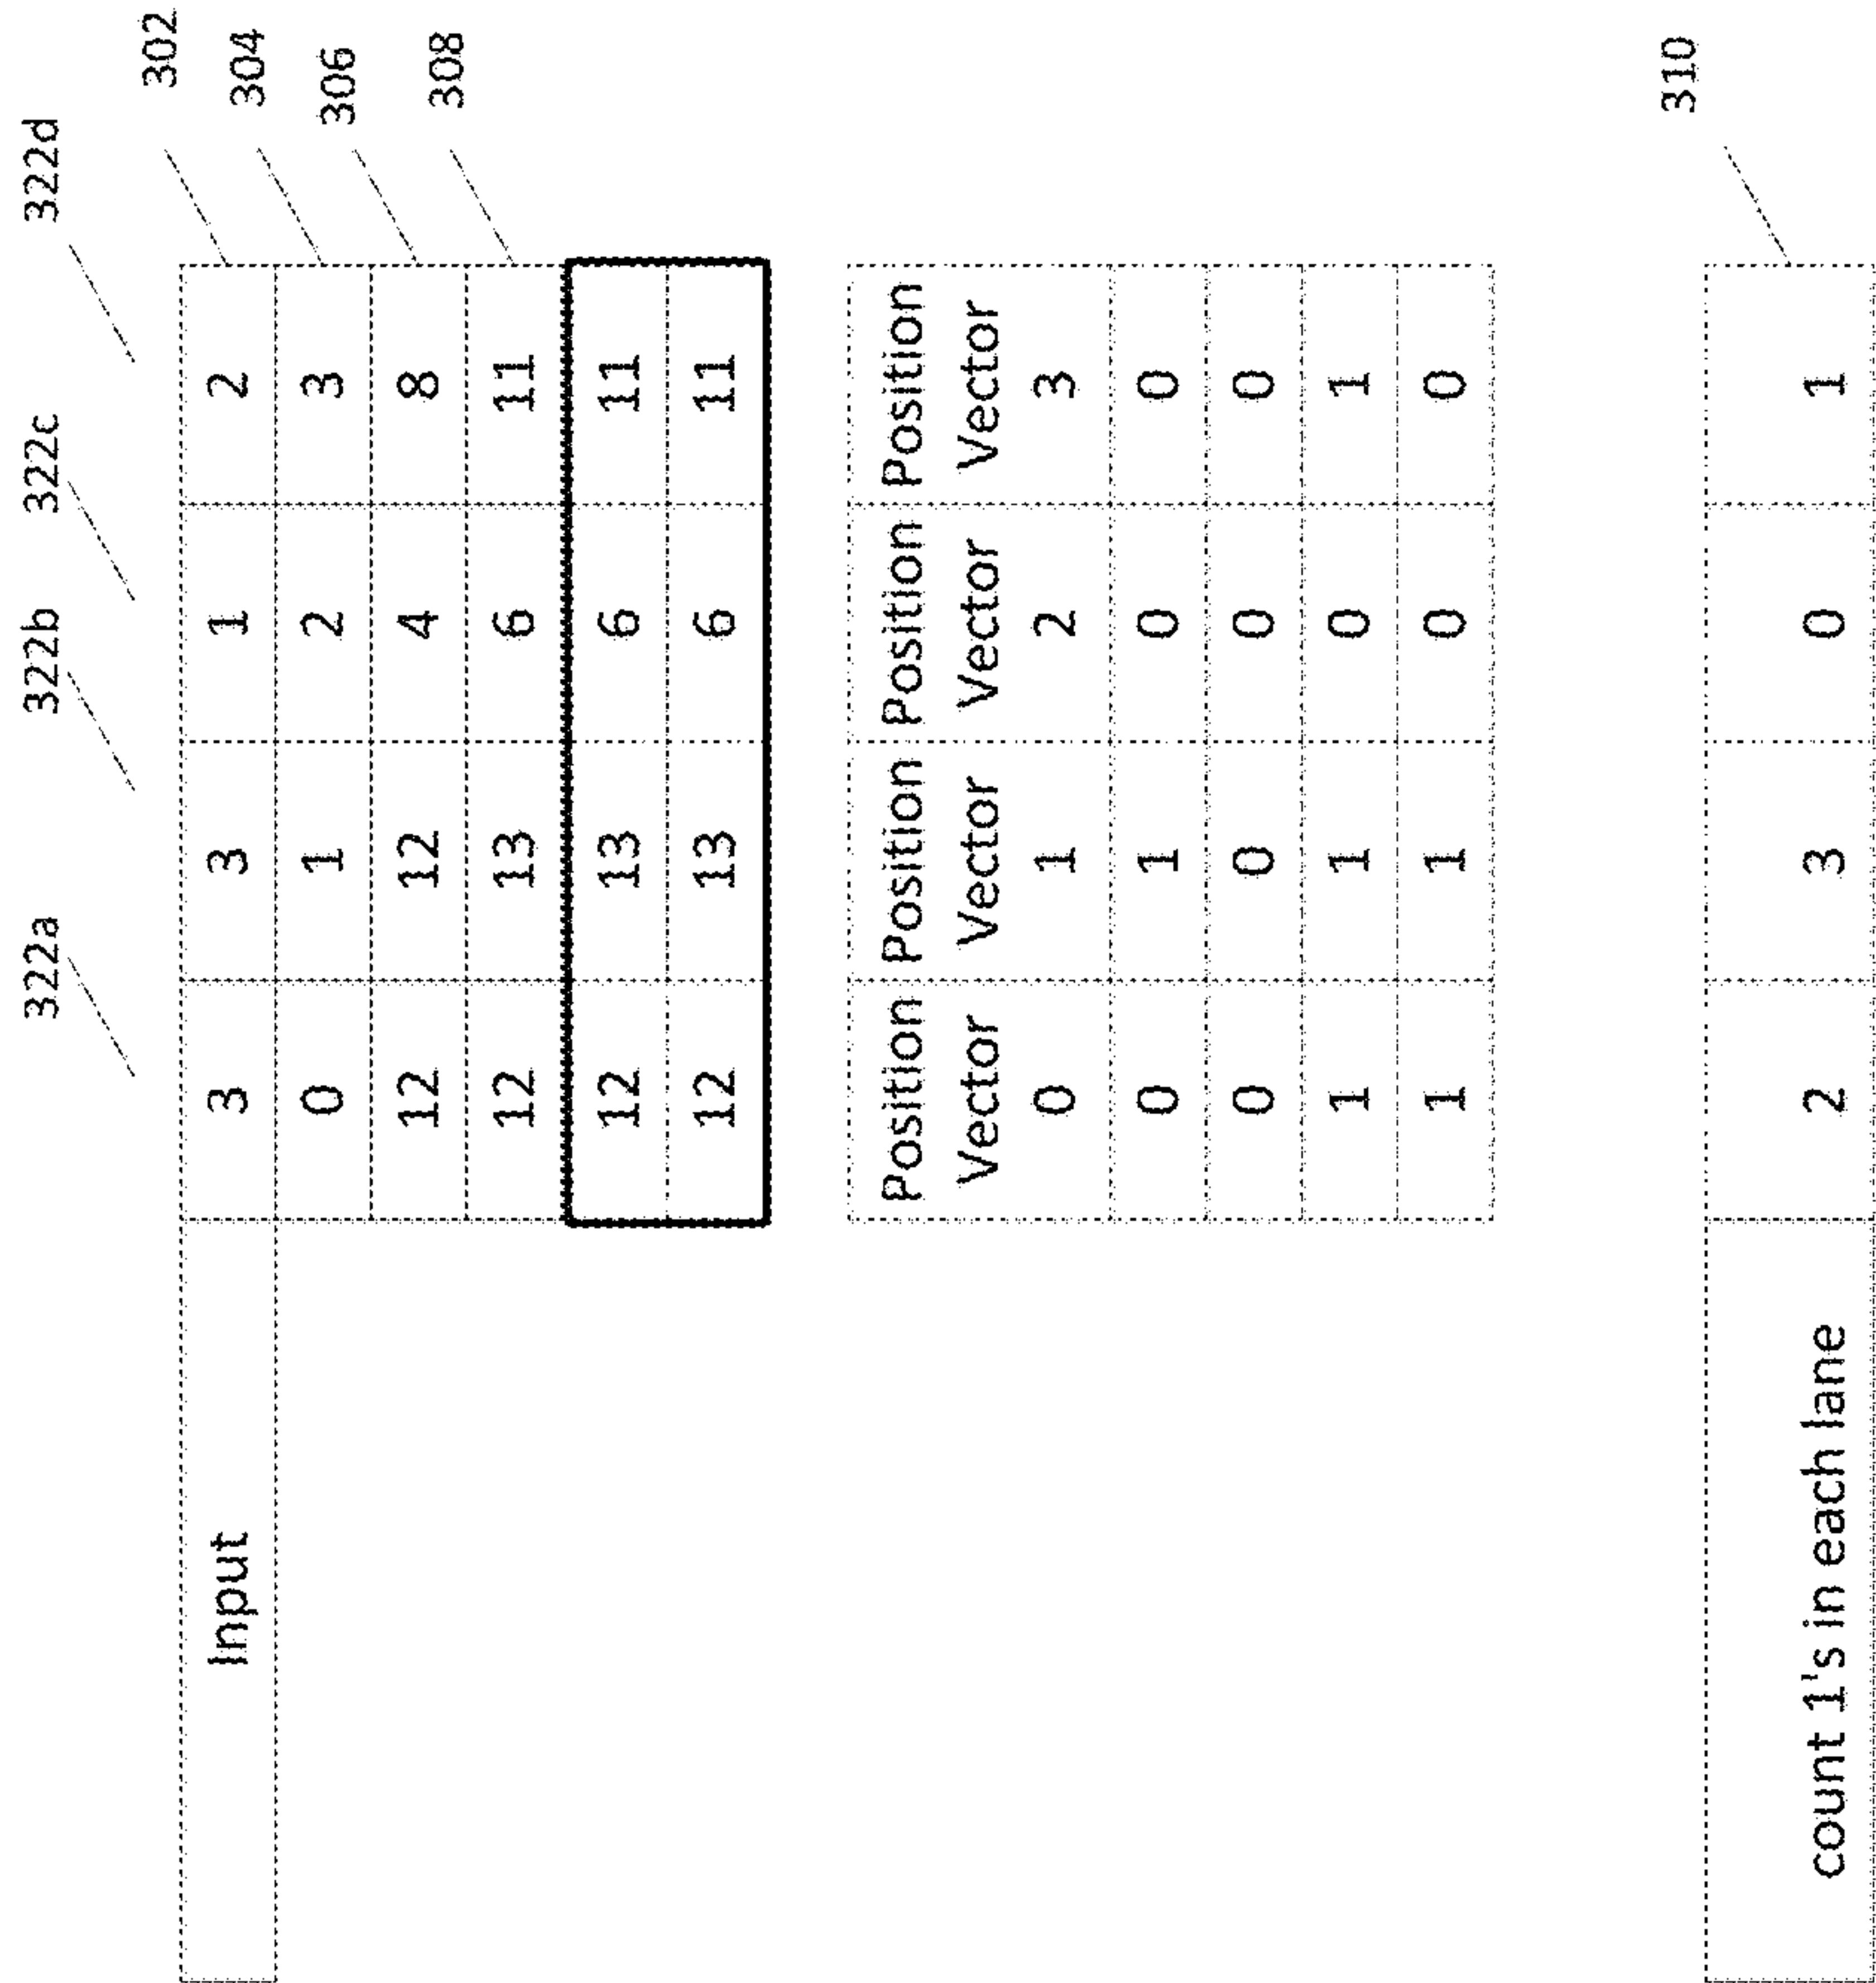 322a 322b 322c 322d
Input 3 3 1 2 302
0 1 2 3 304
12 12 4 8 306
12 13 6 11 308
12 13 6 11
12 13 6 11
Position Position Position Position
Vector Vector Vector Vector
0 1 2 3
0 1 0 0
0 0 0 0
1 1 0 1
1 1 0 0
count 1's in each lane 2 3 0 1 310